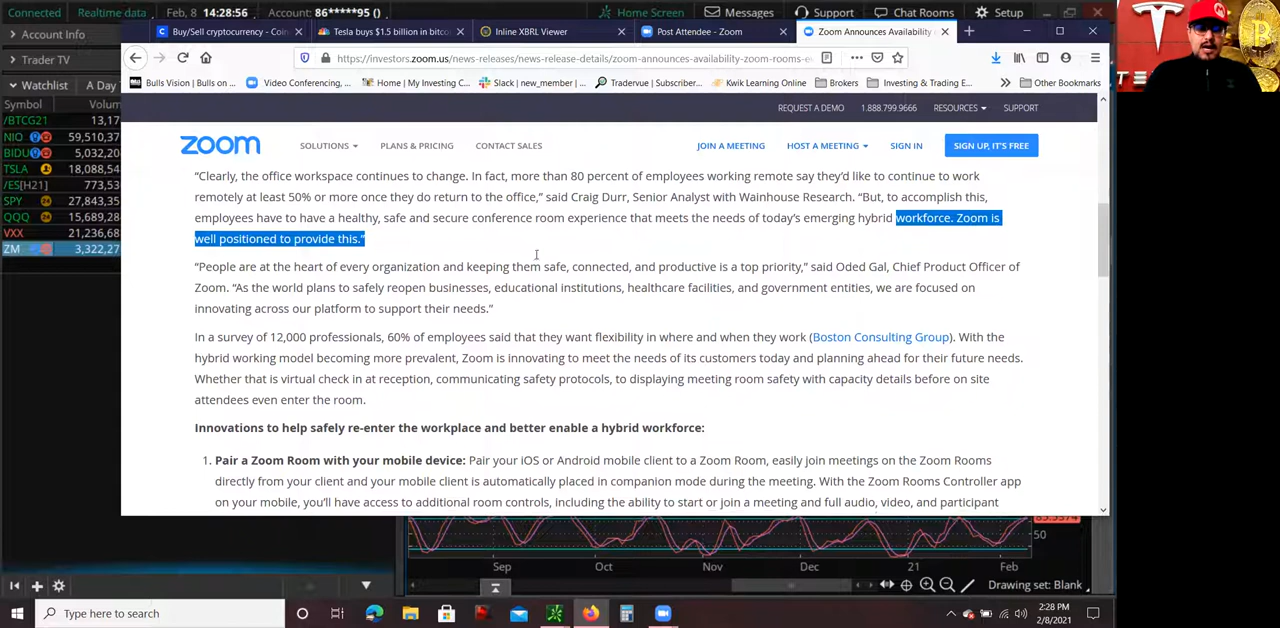 Connected Realtime data Feb, 8 14:28:56 Account: 86*****95 () Home Screen Messages Support Chat Rooms Setup
Account Info
Trader TV
Watchlist A Day
Symbol Volum
/BTCG21 13,17
NIO 59,510,37
BIDU 5,032,20
TSLA 18,088,54
/ES[H21] 773,53
SPY 27,843,35
QQQ 15,689,28
VXX 21,236,68
ZM 3,322,27
Buy/Sell cryptocurrency - Coin
Tesla buys $1.5 billion in bitco
Inline XBRL Viewer
Post Attendee - Zoom
Zoom Announces Availability
https://investors.zoom.us/news-releases/news-release-details/zoom-announces-availability-zoom-rooms-e
Bulls Vision | Bulls on ... Video Conferencing, ... Home | My Investing C... Slack | new_member | ... Tradervue | Subscriber... Kwik Learning Online Brokers Investing & Trading E... Other Bookmarks
REQUEST A DEMO 1.888.799.9666 RESOURCES SUPPORT
zoom SOLUTIONS PLANS & PRICING CONTACT SALES JOIN A MEETING HOST A MEETING SIGN IN SIGN UP, IT'S FREE
“Clearly, the office workspace continues to change. In fact, more than 80 percent of employees working remote say they’d like to continue to work
remotely at least 50% or more once they do return to the office,” said Craig Durr, Senior Analyst with Wainhouse Research. “But, to accomplish this,
employees have to have a healthy, safe and secure conference room experience that meets the needs of today’s emerging hybrid workforce. Zoom is
well positioned to provide this.”
“People are at the heart of every organization and keeping them safe, connected, and productive is a top priority,” said Oded Gal, Chief Product Officer of
Zoom. “As the world plans to safely reopen businesses, educational institutions, healthcare facilities, and government entities, we are focused on
innovating across our platform to support their needs.”
In a survey of 12,000 professionals, 60% of employees said that they want flexibility in where and when they work (Boston Consulting Group). With the
hybrid working model becoming more prevalent, Zoom is innovating to meet the needs of its customers today and planning ahead for their future needs.
Whether that is virtual check in at reception, communicating safety protocols, to displaying meeting room safety with capacity details before on site
attendees even enter the room.
Innovations to help safely re-enter the workplace and better enable a hybrid workforce:
1. Pair a Zoom Room with your mobile device: Pair your iOS or Android mobile client to a Zoom Room, easily join meetings on the Zoom Rooms
directly from your client and your mobile client is automatically placed in companion mode during the meeting. With the Zoom Rooms Controller app
on your mobile, you’ll have access to additional room controls, including the ability to start or join a meeting and full audio, video, and participant
50
Sep Oct Nov Dec 21 Feb
Drawing set: Blank
Type here to search
2:28 PM
2/8/2021